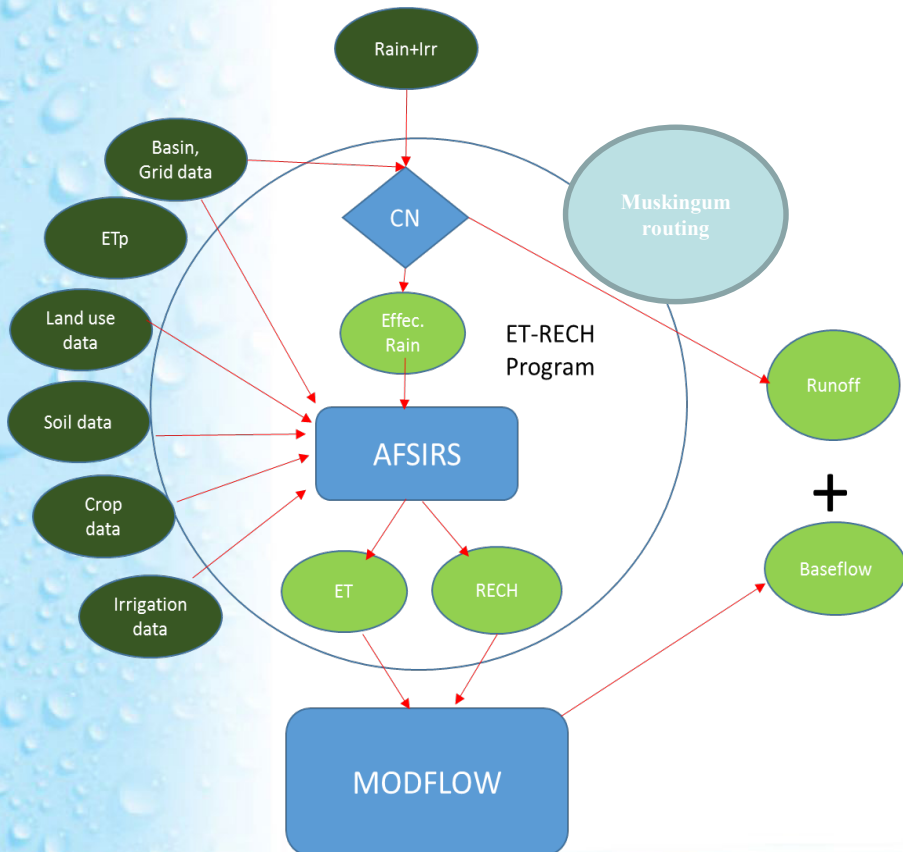 Rain+Irr
Basin,
Grid data
Muskingum
routing
CN
ETp
Land use
data
Effec.
Rain
ET-RECH
Program
Runoff
Soil data
AFSIRS
+
Crop
data
Baseflow
Irrigation
data
ET
RECH
MODFLOW